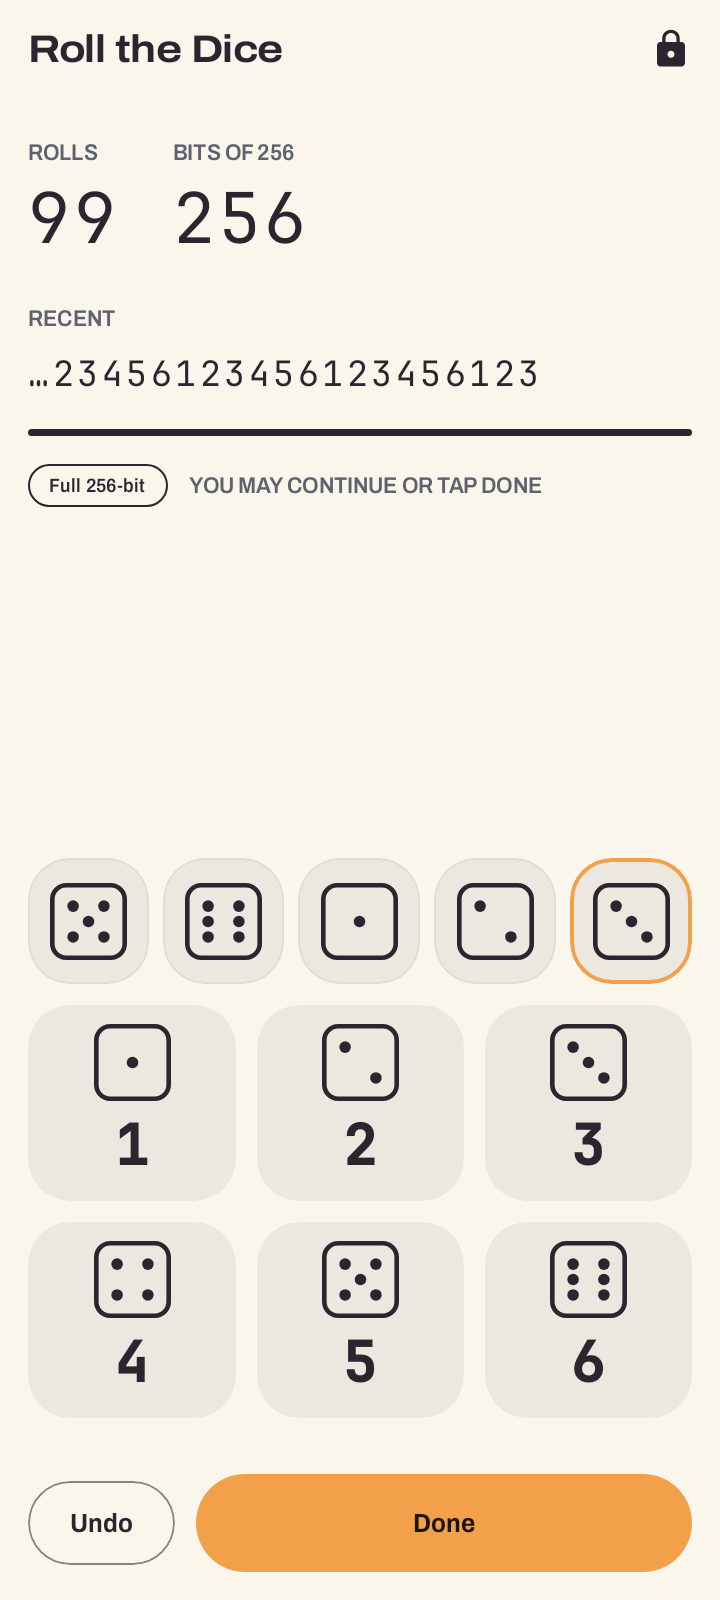 Roll the Dice
ROLLS BITS OF 256
99 256
RECENT
…23456123456123456123
Full 256-bit YOU MAY CONTINUE OR TAP DONE
1 2 3
4 5 6
Undo Done